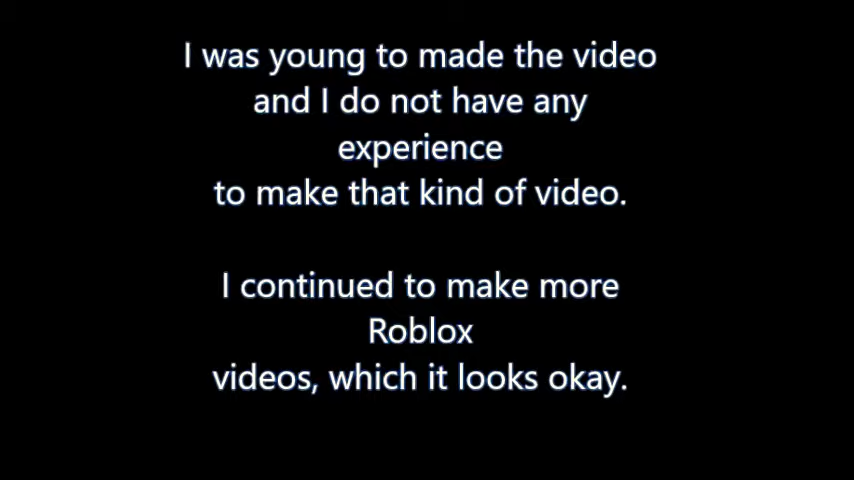 I was young to made the video
and I do not have any
experience
to make that kind of video.
I continued to make more
Roblox
videos, which it looks okay.